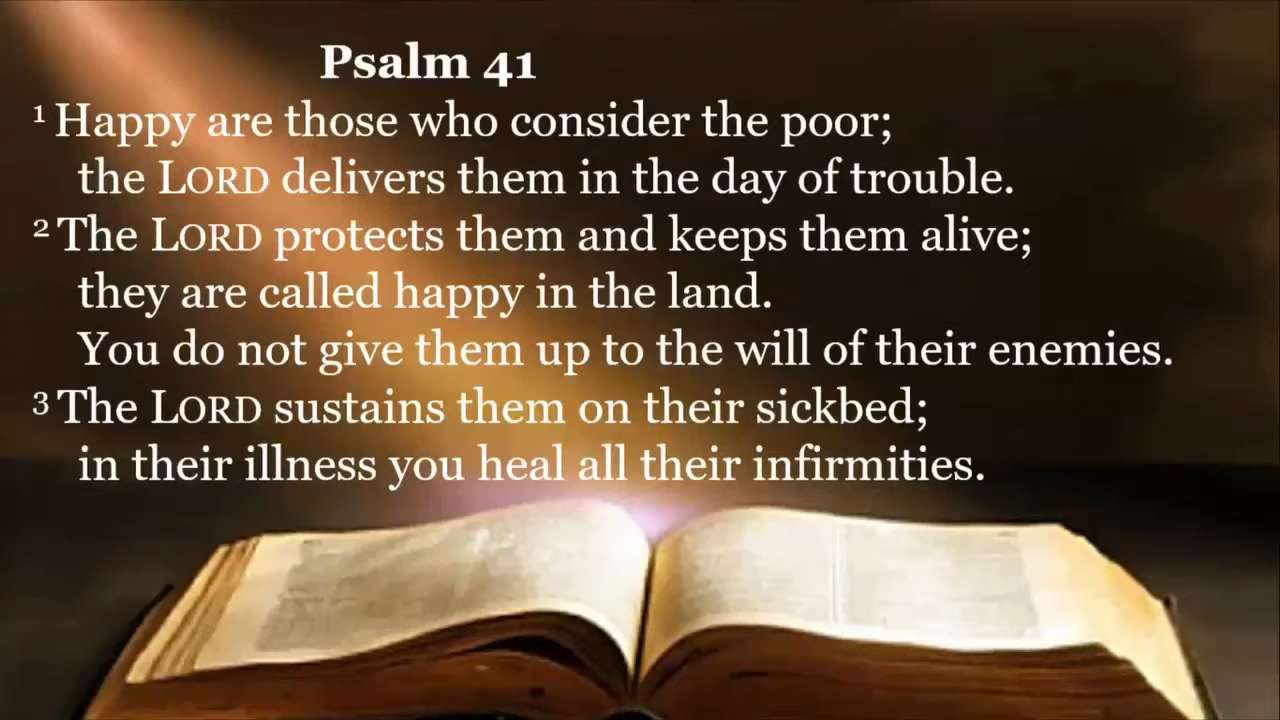 Psalm 41
1 Happy are those who consider the poor;
the LORD delivers them in the day of trouble.
2 The LORD protects them and keeps them alive;
they are called happy in the land.
You do not give them up to the will of their enemies.
3 The LORD sustains them on their sickbed;
in their illness you heal all their infirmities.